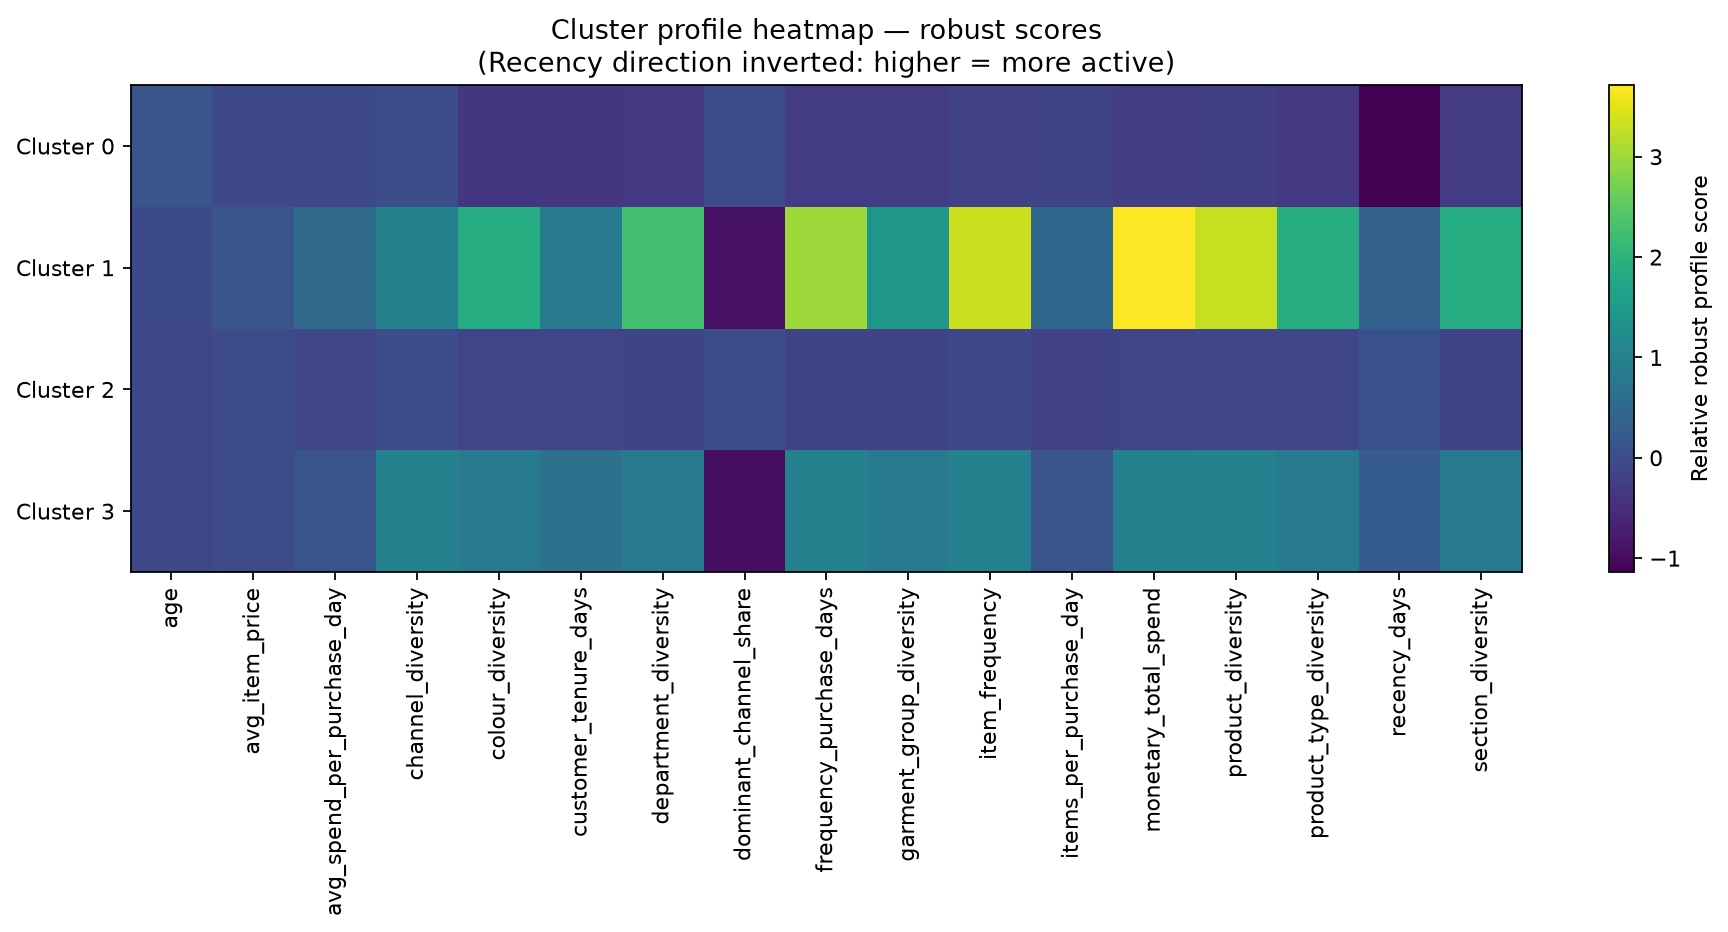 Cluster profile heatmap — robust scores
(Recency direction inverted: higher = more active)
Cluster 0
Cluster 1
Cluster 2
Cluster 3
age
avg_item_price
avg_spend_per_purchase_day
channel_diversity
colour_diversity
customer_tenure_days
department_diversity
dominant_channel_share
frequency_purchase_days
garment_group_diversity
item_frequency
items_per_purchase_day
monetary_total_spend
product_diversity
product_type_diversity
recency_days
section_diversity
3
2
1
0
−1
Relative robust profile score